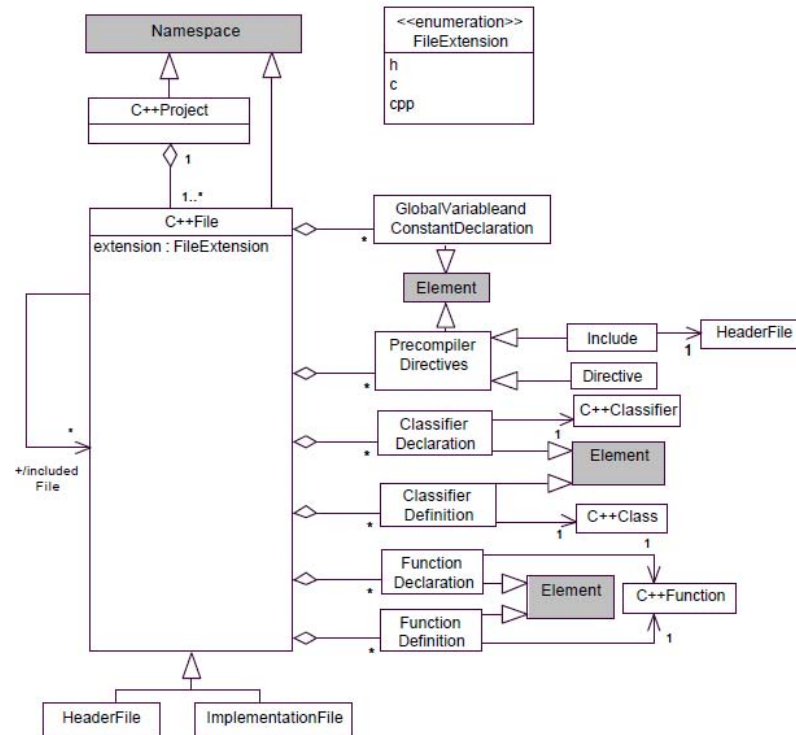 Namespace
<<enumeration>>
FileExtension
h
c
cpp
C++Project
1
1..*
C++File
extension : FileExtension
GlobalVariableand
ConstantDeclaration
*
Element
Precompiler
Directives
*
Include
1
HeaderFile
Directive
Classifier
Declaration
*
C++Classifier
1
Element
*
+/included
File
Classifier
Definition
*
C++Class
1
1
Function
Declaration
*
Element
C++Function
Function
Definition
*
1
HeaderFile
ImplementationFile